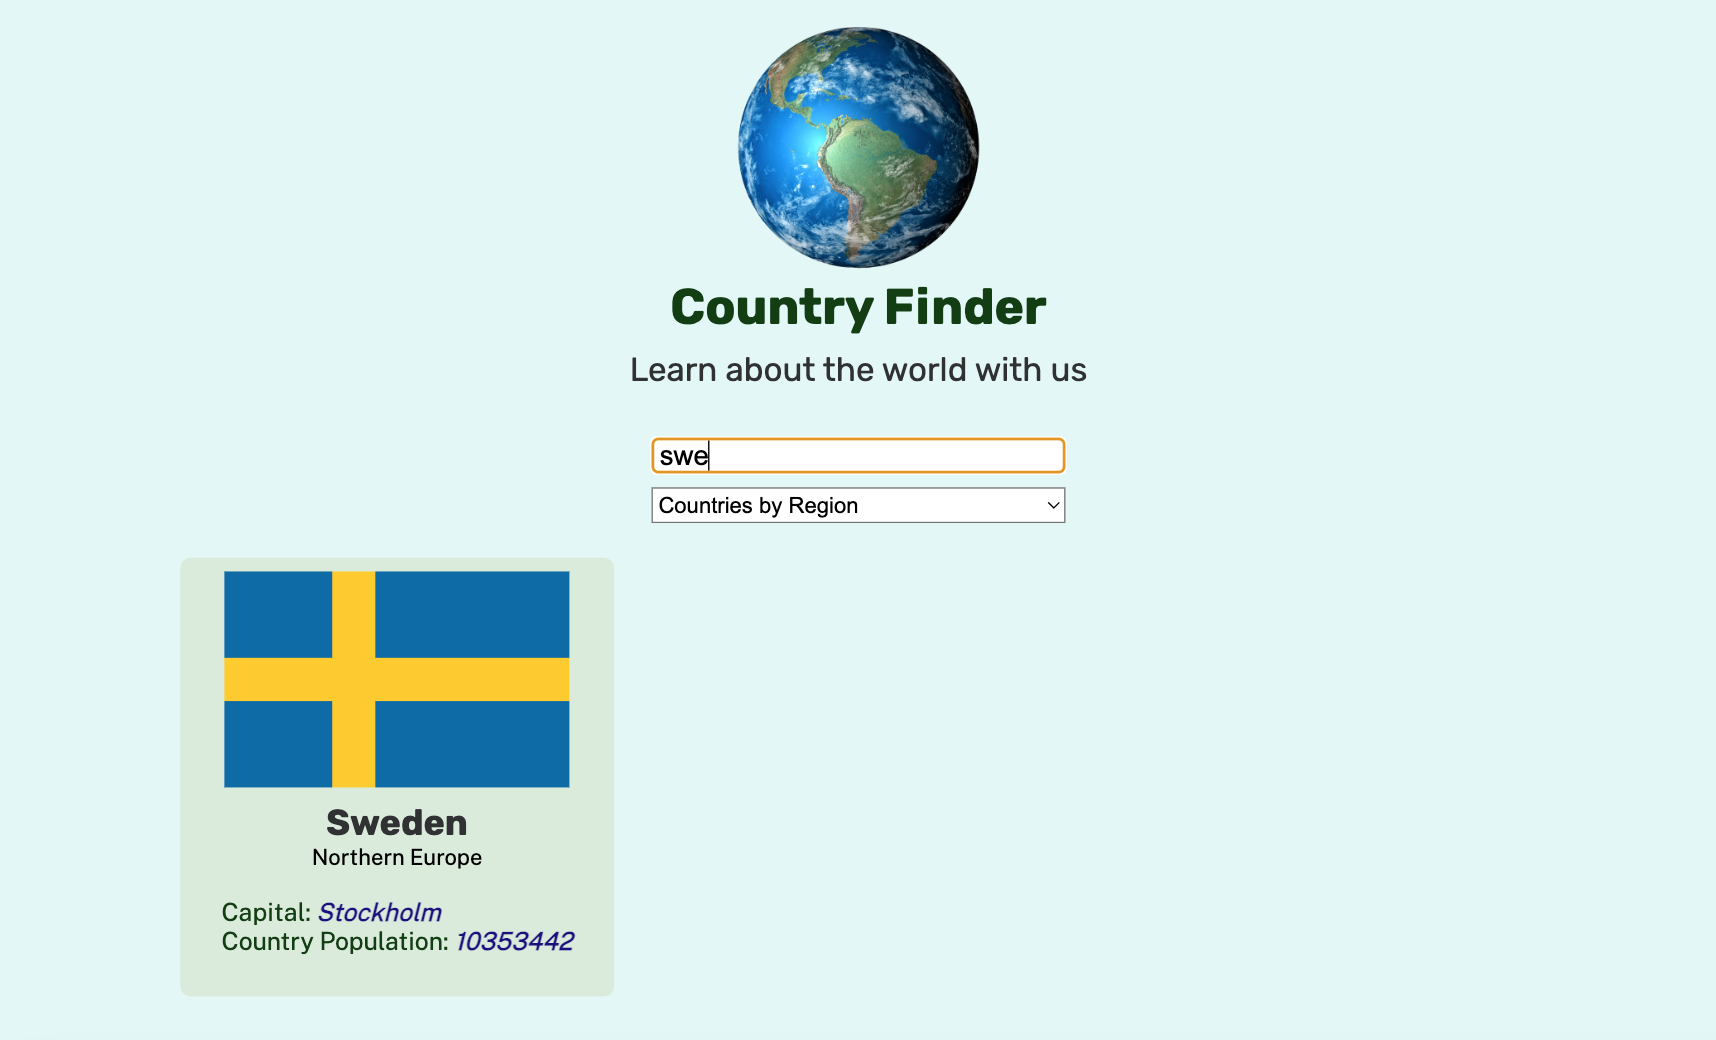 Country Finder
Learn about the world with us
swe
Countries by Region
Sweden
Northern Europe
Capital: Stockholm
Country Population: 10353442